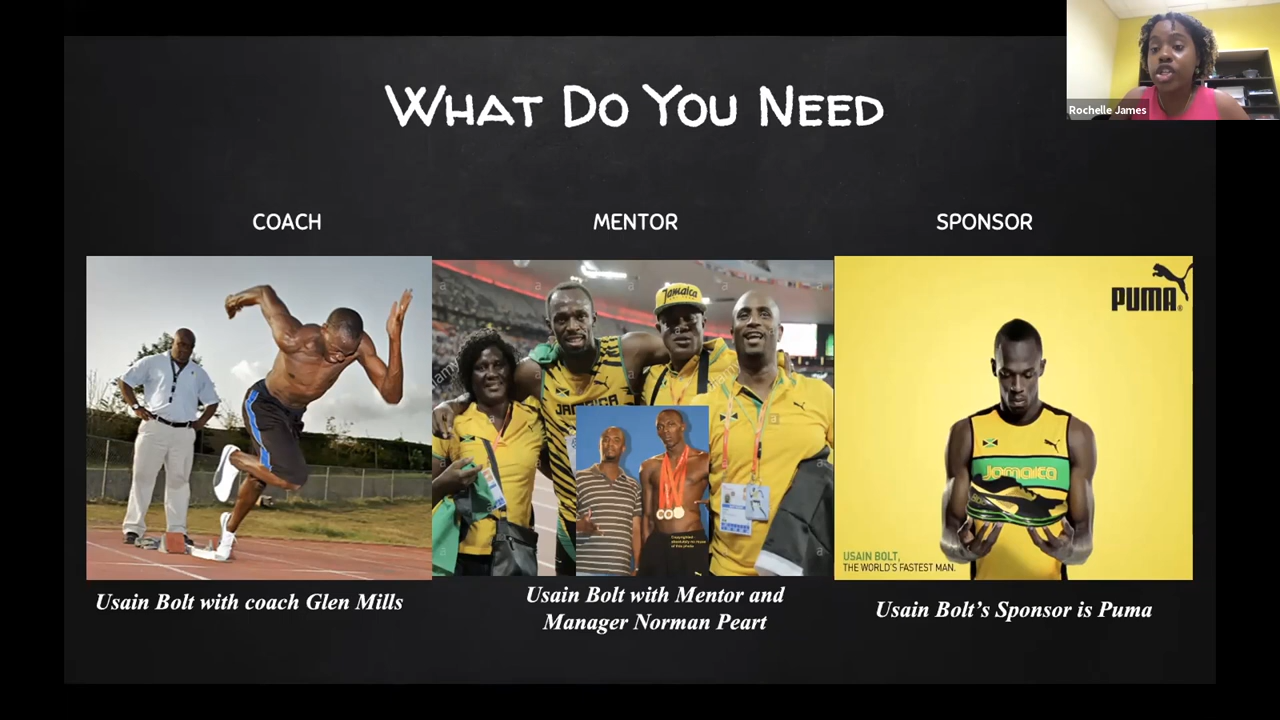 What Do You Need
Rochelle James
COACH
MENTOR
SPONSOR
PUMA
Jamaica
JAMAICA
Jamaica
USAIN BOLT,
THE WORLD'S FASTEST MAN.
Usain Bolt with coach Glen Mills
Usain Bolt with Mentor and
Manager Norman Peart
Usain Bolt's Sponsor is Puma